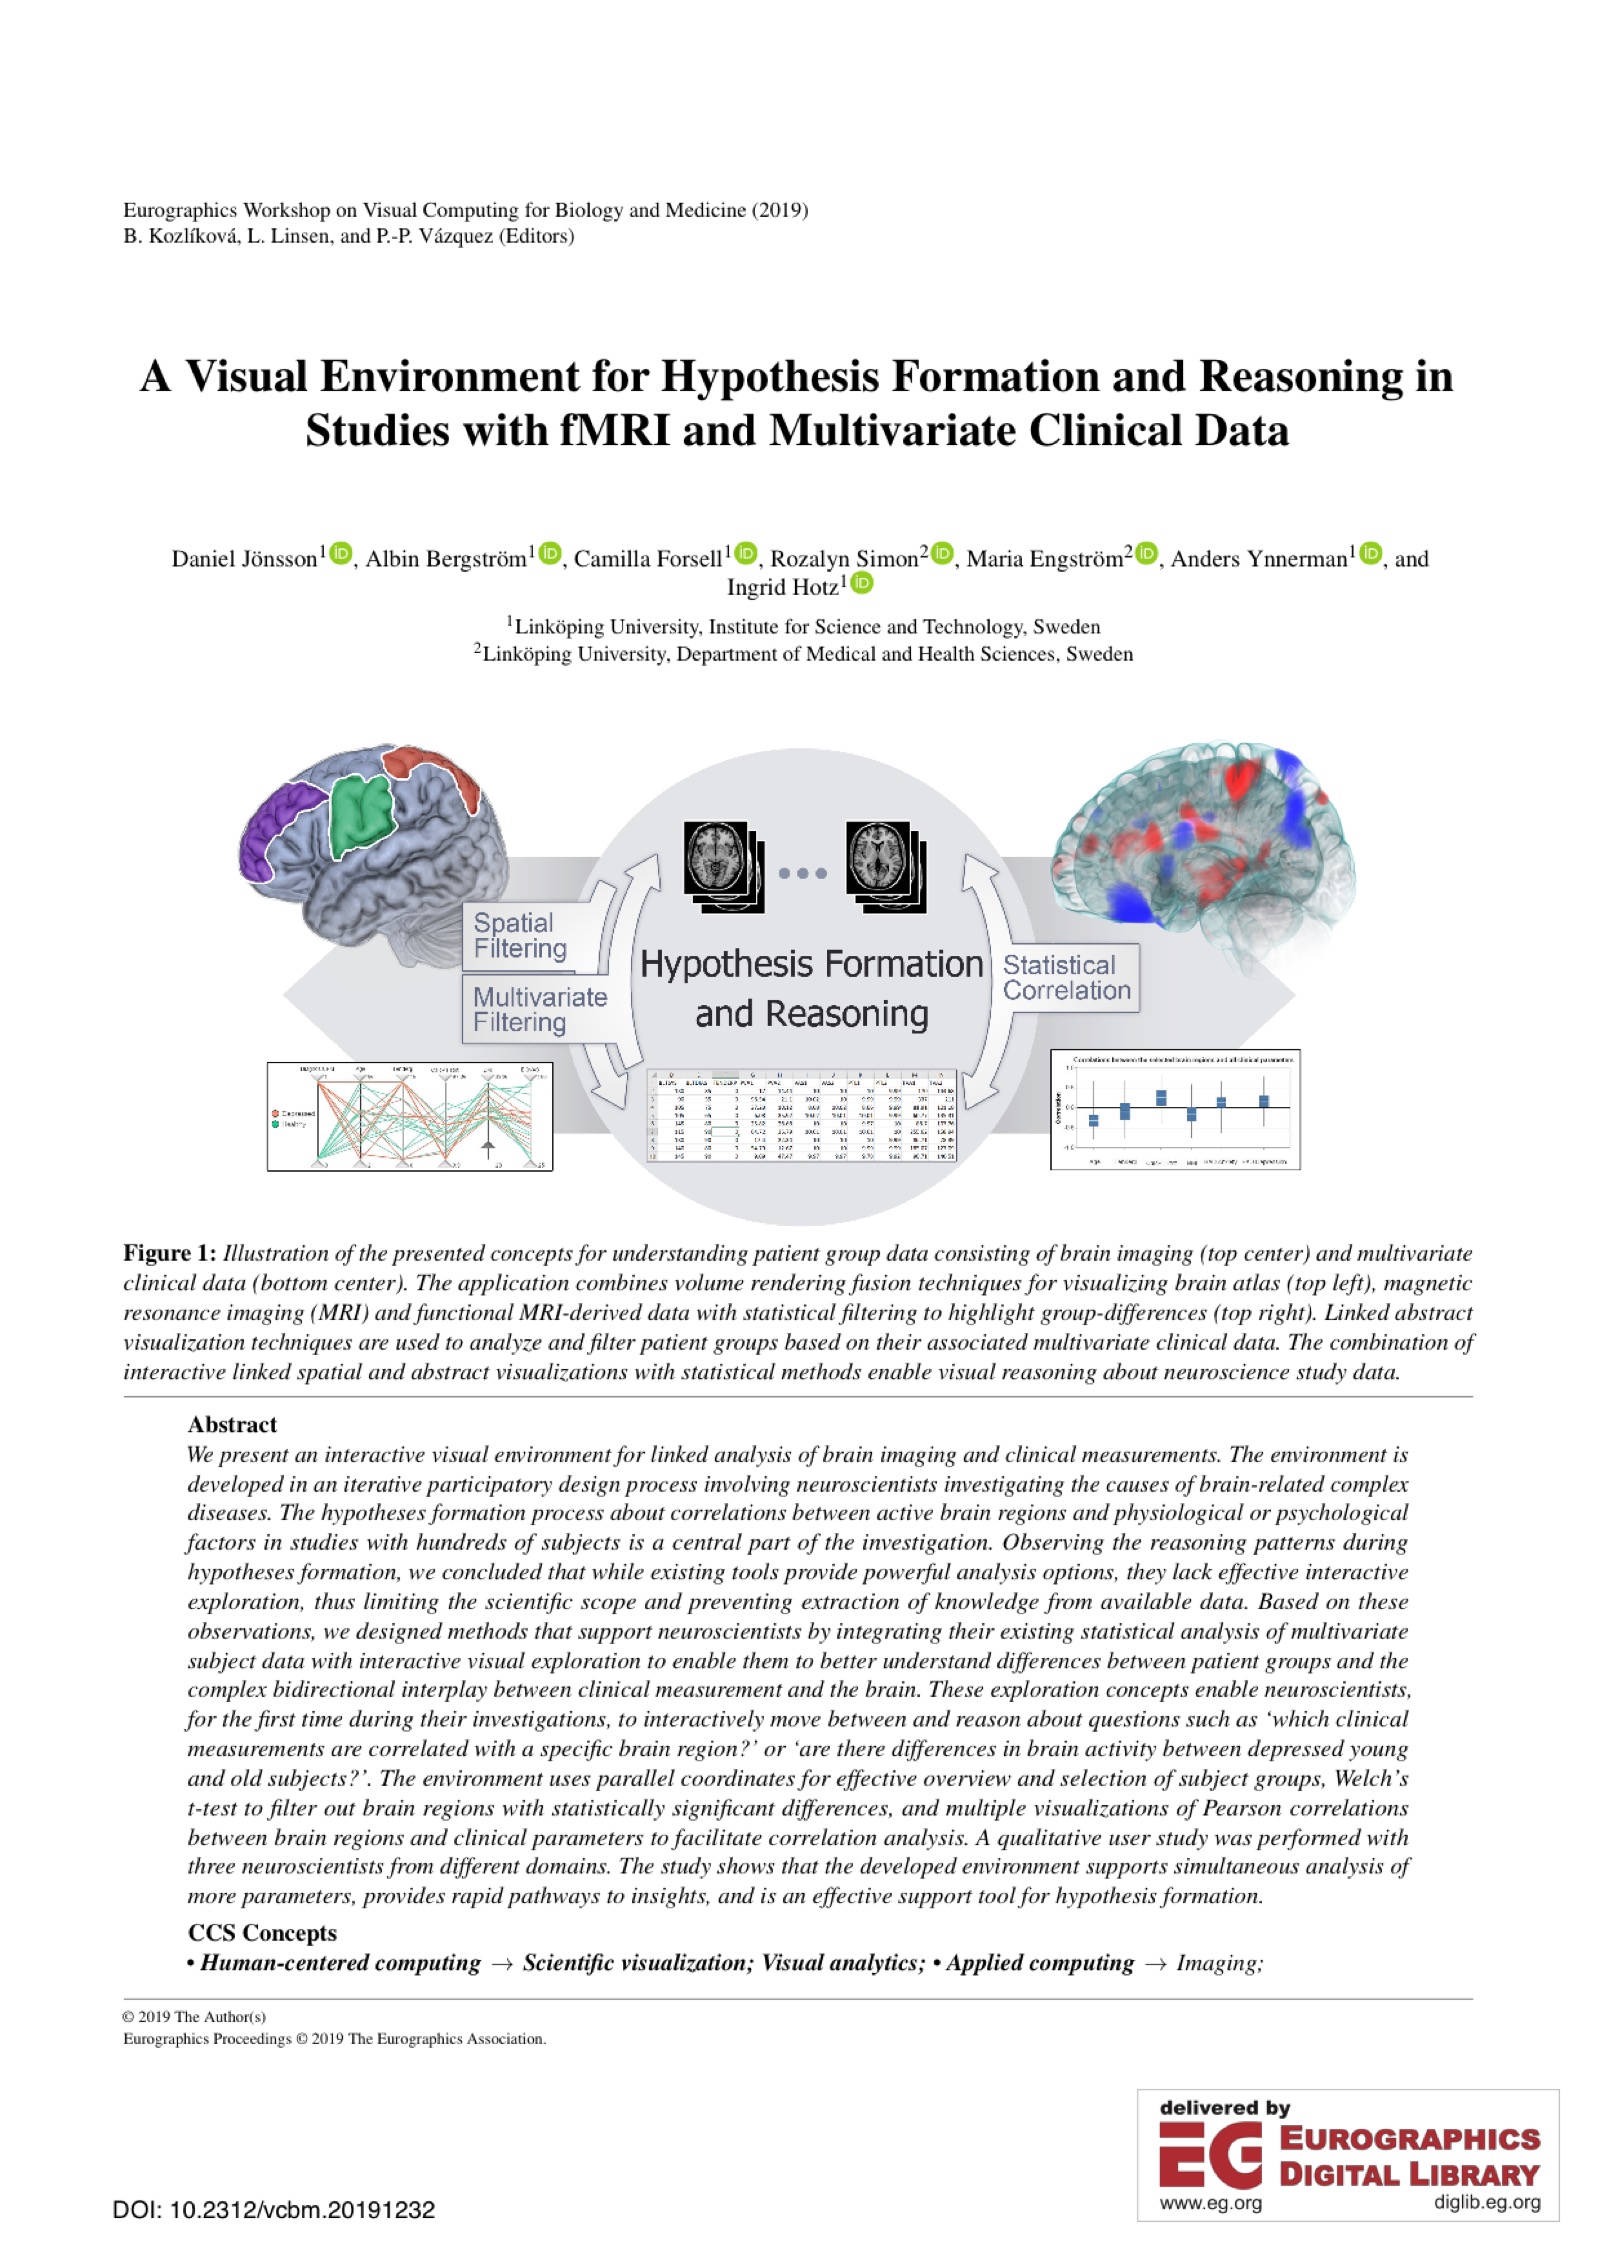 Eurographics Workshop on Visual Computing for Biology and Medicine (2019)
B. Kozlíková, L. Linsen, and P.-P. Vázquez (Editors)
A Visual Environment for Hypothesis Formation and Reasoning in
Studies with fMRI and Multivariate Clinical Data
Daniel Jönsson1 iD, Albin Bergström1 iD, Camilla Forsell1 iD, Rozalyn Simon2 iD, Maria Engström2 iD, Anders Ynnerman1 iD, and
Ingrid Hotz1 iD
1Linköping University, Institute for Science and Technology, Sweden
2Linköping University, Department of Medical and Health Sciences, Sweden
Spatial
Filtering
Multivariate
Filtering
Hypothesis Formation
and Reasoning
Statistical
Correlation
Depressed
Healthy
Correlations between the selected brain regions and all clinical parameters
Correlation
Age
Figure 1: Illustration of the presented concepts for understanding patient group data consisting of brain imaging (top center) and multivariate
clinical data (bottom center). The application combines volume rendering fusion techniques for visualizing brain atlas (top left), magnetic
resonance imaging (MRI) and functional MRI-derived data with statistical filtering to highlight group-differences (top right). Linked abstract
visualization techniques are used to analyze and filter patient groups based on their associated multivariate clinical data. The combination of
interactive linked spatial and abstract visualizations with statistical methods enable visual reasoning about neuroscience study data.
Abstract
We present an interactive visual environment for linked analysis of brain imaging and clinical measurements. The environment is
developed in an iterative participatory design process involving neuroscientists investigating the causes of brain-related complex
diseases. The hypotheses formation process about correlations between active brain regions and physiological or psychological
factors in studies with hundreds of subjects is a central part of the investigation. Observing the reasoning patterns during
hypotheses formation, we concluded that while existing tools provide powerful analysis options, they lack effective interactive
exploration, thus limiting the scientific scope and preventing extraction of knowledge from available data. Based on these
observations, we designed methods that support neuroscientists by integrating their existing statistical analysis of multivariate
subject data with interactive visual exploration to enable them to better understand differences between patient groups and the
complex bidirectional interplay between clinical measurement and the brain. These exploration concepts enable neuroscientists,
for the first time during their investigations, to interactively move between and reason about questions such as ‘which clinical
measurements are correlated with a specific brain region?’ or ‘are there differences in brain activity between depressed young
and old subjects?’. The environment uses parallel coordinates for effective overview and selection of subject groups, Welch’s
t-test to filter out brain regions with statistically significant differences, and multiple visualizations of Pearson correlations
between brain regions and clinical parameters to facilitate correlation analysis. A qualitative user study was performed with
three neuroscientists from different domains. The study shows that the developed environment supports simultaneous analysis of
more parameters, provides rapid pathways to insights, and is an effective support tool for hypothesis formation.
CCS Concepts
• Human-centered computing → Scientific visualization; Visual analytics; • Applied computing → Imaging;
© 2019 The Author(s)
Eurographics Proceedings © 2019 The Eurographics Association.
delivered by
EG EUROGRAPHICS
DIGITAL LIBRARY
www.eg.org diglib.eg.org
DOI: 10.2312/vcbm.20191232